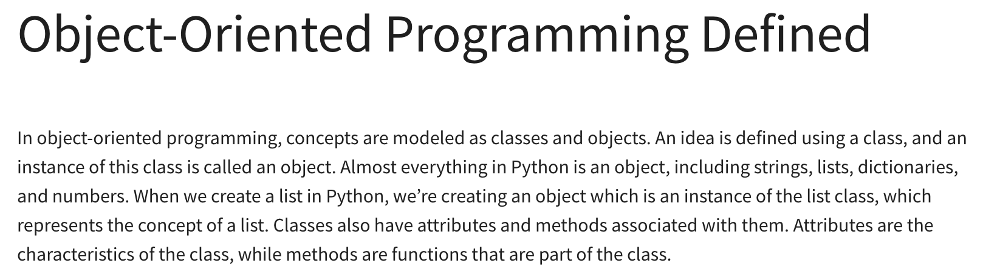 Object-Oriented Programming Defined
In object-oriented programming, concepts are modeled as classes and objects. An idea is defined using a class, and an
instance of this class is called an object. Almost everything in Python is an object, including strings, lists, dictionaries,
and numbers. When we create a list in Python, we’re creating an object which is an instance of the list class, which
represents the concept of a list. Classes also have attributes and methods associated with them. Attributes are the
characteristics of the class, while methods are functions that are part of the class.